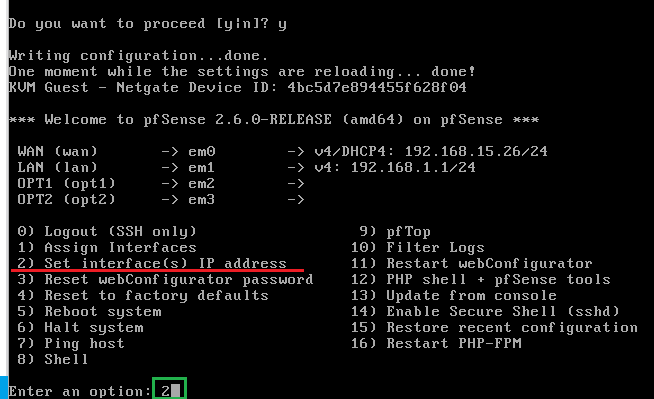 Do you want to proceed [y|n]? y
Writing configuration...done.
One moment while the settings are reloading... done!
KVM Guest - Netgate Device ID: 4bc5d7e894455f628f04
*** Welcome to pfSense 2.6.0-RELEASE (amd64) on pfSense ***
WAN (wan) -> em0 -> v4/DHCP4: 192.168.15.26/24
LAN (lan) -> em1 -> v4: 192.168.1.1/24
OPT1 (opt1) -> em2 ->
OPT2 (opt2) -> em3 ->
0) Logout (SSH only) 9) pfTop
1) Assign Interfaces 10) Filter Logs
2) Set interface(s) IP address 11) Restart webConfigurator
3) Reset webConfigurator password 12) PHP shell + pfSense tools
4) Reset to factory defaults 13) Update from console
5) Reboot system 14) Enable Secure Shell (sshd)
6) Halt system 15) Restore recent configuration
7) Ping host 16) Restart PHP-FPM
8) Shell
Enter an option: 2